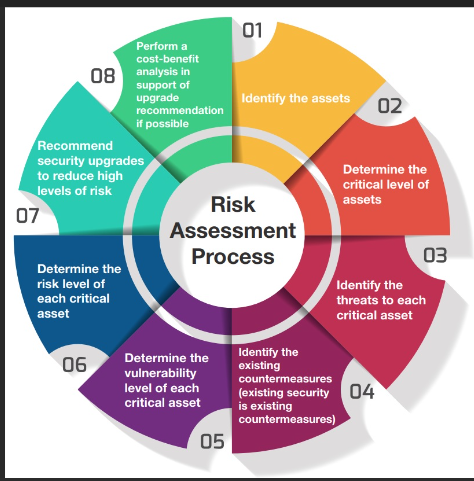 Risk
Assessment
Process
01
Identify the assets
02
Determine the
critical level of
assets
03
Identify the
threats to each
critical asset
04
Identify the
existing
countermeasures
(existing security
is existing
countermeasures)
05
Determine the
vulnerability
level of each
critical asset
06
Determine the
risk level of
each critical
asset
07
Recommend
security upgrades
to reduce high
levels of risk
08
Perform a
cost-benefit
analysis in
support of
upgrade
recommendation
if possible